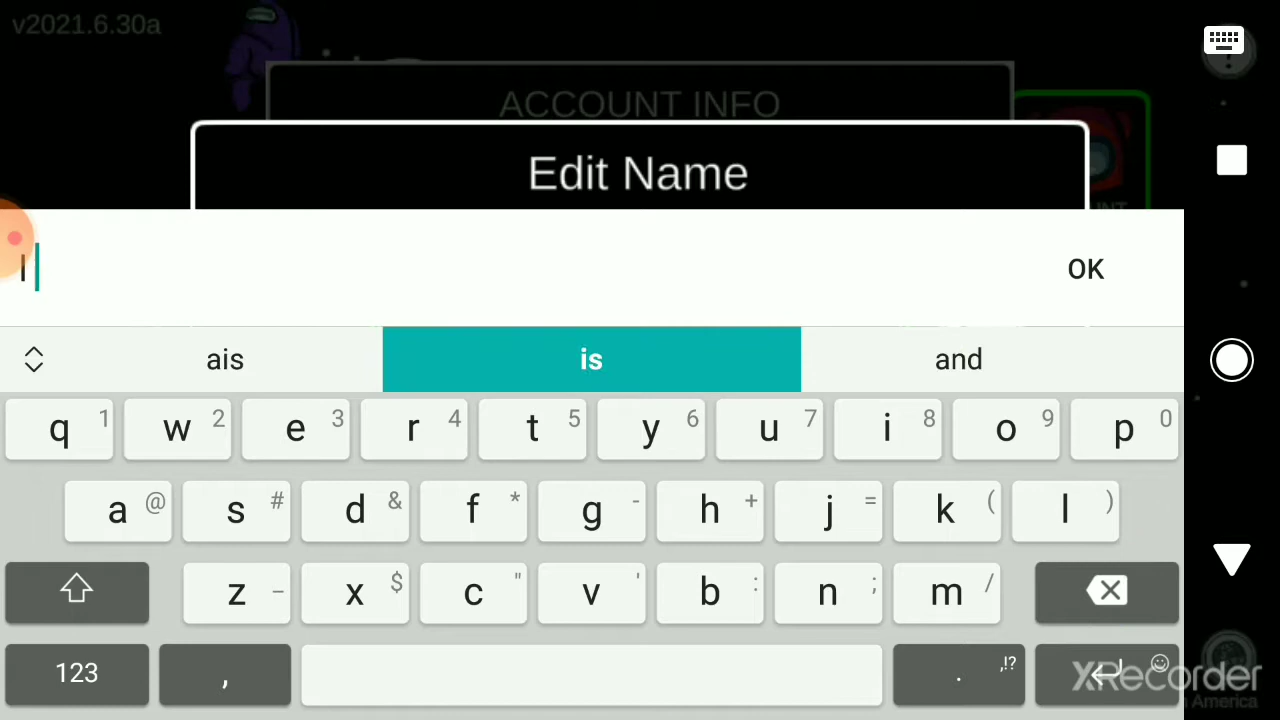 v2021.6.30a
ACCOUNT INFO
Edit Name
OK
ais is and
q 1 w 2 e 3 r 4 t 5 y 6 u 7 i 8 o 9 p 0
a @ s # d & f * g - h + j = k ( l )
z _ x $ c " v ' b : n ; m /
123 , . ,!?
XRecorder
America